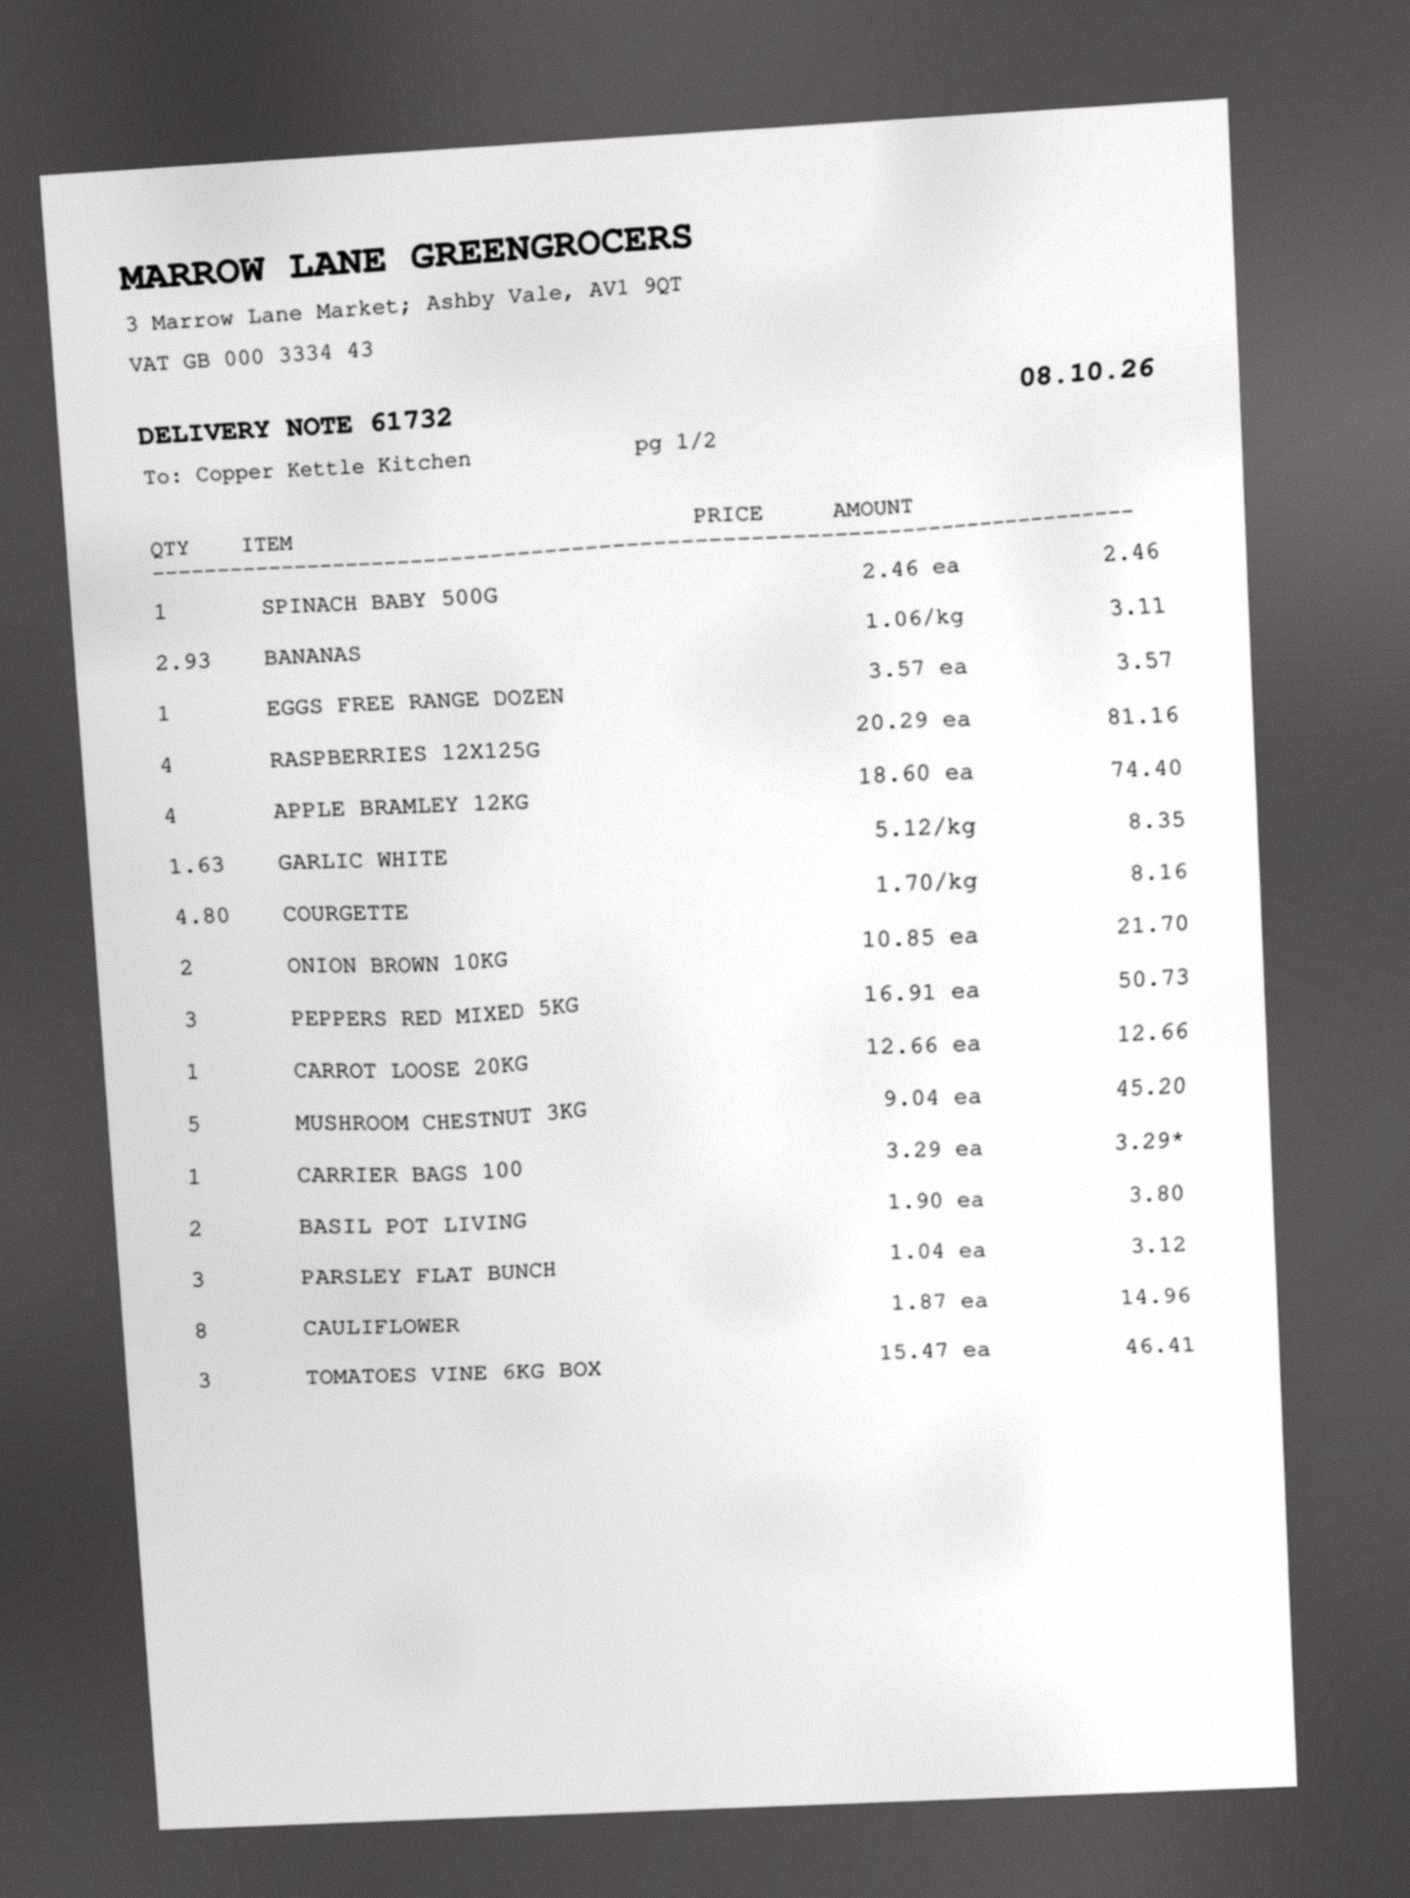 MARROW LANE GREENGROCERS
3 Marrow Lane Market; Ashby Vale, AV1 9QT
VAT GB 000 3334 43
DELIVERY NOTE 61732 08.10.26
To: Copper Kettle Kitchen pg 1/2
QTY ITEM PRICE AMOUNT
1 SPINACH BABY 500G 2.46 ea 2.46
2.93 BANANAS 1.06/kg 3.11
1 EGGS FREE RANGE DOZEN 3.57 ea 3.57
4 RASPBERRIES 12X125G 20.29 ea 81.16
4 APPLE BRAMLEY 12KG 18.60 ea 74.40
1.63 GARLIC WHITE 5.12/kg 8.35
4.80 COURGETTE 1.70/kg 8.16
2 ONION BROWN 10KG 10.85 ea 21.70
3 PEPPERS RED MIXED 5KG 16.91 ea 50.73
1 CARROT LOOSE 20KG 12.66 ea 12.66
5 MUSHROOM CHESTNUT 3KG 9.04 ea 45.20
1 CARRIER BAGS 100 3.29 ea 3.29*
2 BASIL POT LIVING 1.90 ea 3.80
3 PARSLEY FLAT BUNCH 1.04 ea 3.12
8 CAULIFLOWER 1.87 ea 14.96
3 TOMATOES VINE 6KG BOX 15.47 ea 46.41